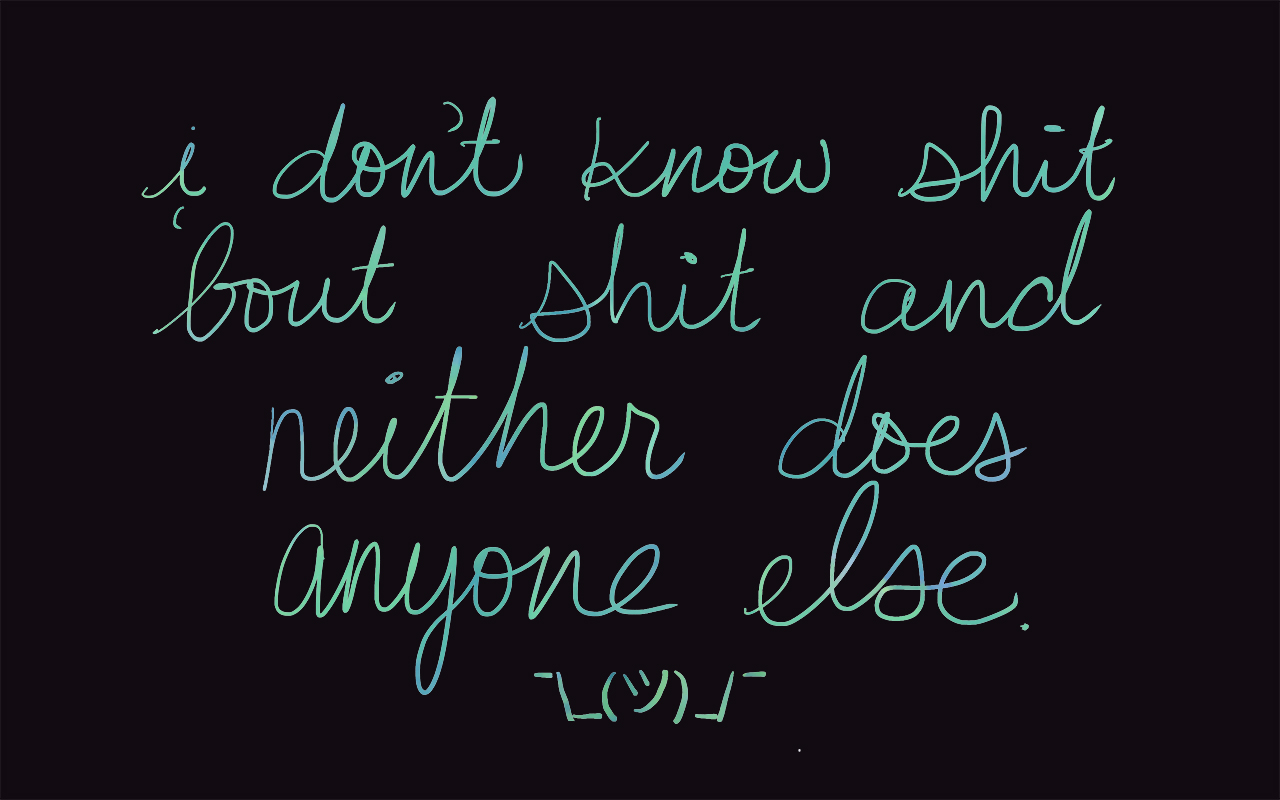 i don't know shit
'bout shit and
neither does
anyone else.
¯\_(ツ)_/¯